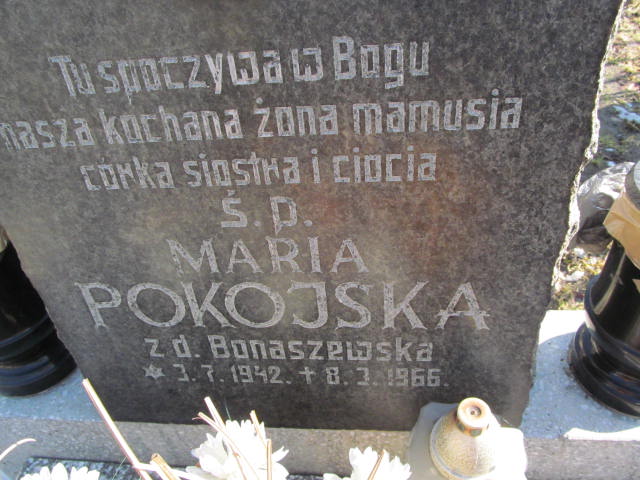 Tu spoczywa w Bogu
nasza kochana żona mamusia
córka siostra i ciocia
Ś. P.
MARIA
POKOJSKA
z d. Bonaszewska
* 3.7.1942. + 8.3.1966.